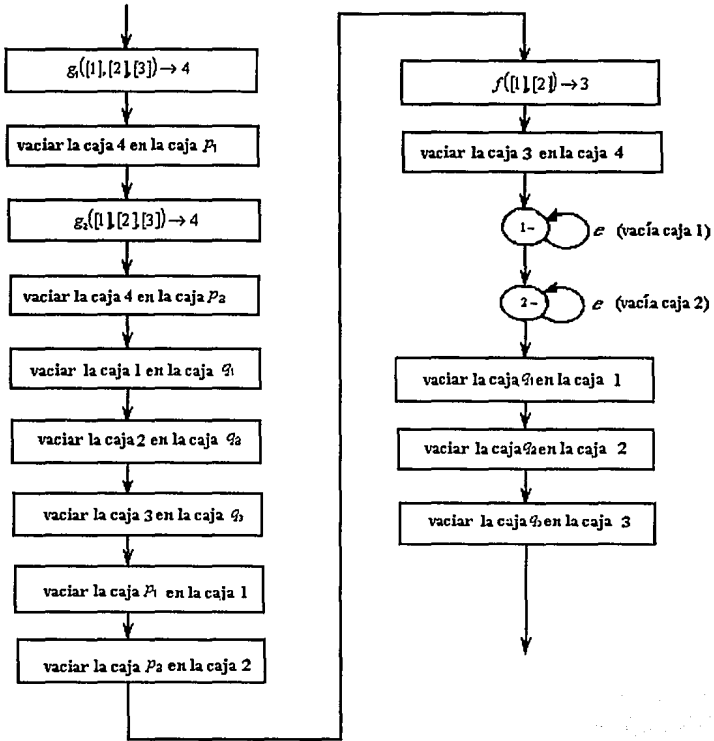 g₁([1],[2],[3]) → 4
vaciar la caja 4 en la caja p₁
g₂([1],[2],[3]) → 4
vaciar la caja 4 en la caja p₂
vaciar la caja 1 en la caja q₁
vaciar la caja 2 en la caja q₂
vaciar la caja 3 en la caja q₃
vaciar la caja p₁ en la caja 1
vaciar la caja p₂ en la caja 2
f([1],[2]) → 3
vaciar la caja 3 en la caja 4
1– e (vacía caja 1)
2– e (vacía caja 2)
vaciar la caja q₁ en la caja 1
vaciar la caja q₂ en la caja 2
vaciar la caja q₃ en la caja 3